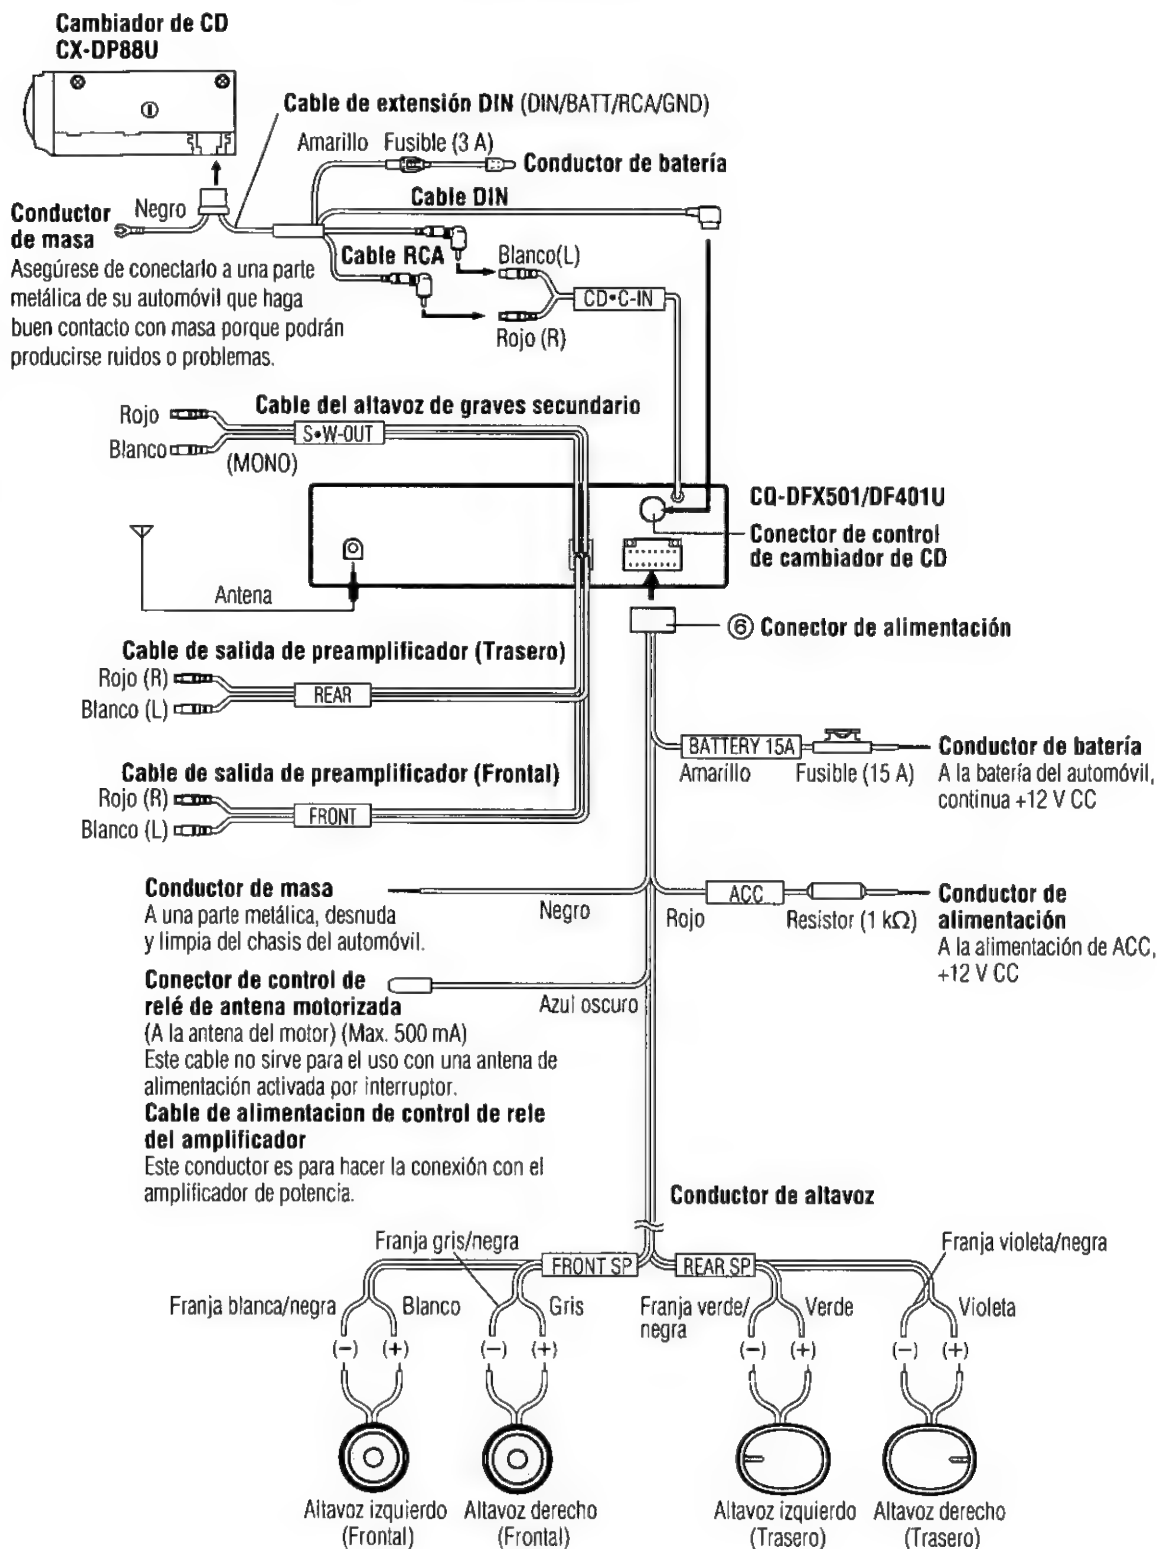 Cambiador de CD
CX-DP88U
Cable de extensión DIN (DIN/BATT/RCA/GND)
Amarillo Fusible (3 A)
Conductor de batería
Conductor
de masa
Negro
Asegúrese de conectarlo a una parte
metálica de su automóvil que haga
buen contacto con masa porque podrán
producirse ruidos o problemas.
Cable DIN
Cable RCA
Blanco(L)
CD•C-IN
Rojo (R)
Cable del altavoz de graves secundario
Rojo
S•W-OUT
Blanco
(MONO)
CQ-DFX501/DF401U
Conector de control
de cambiador de CD
Antena
⑥ Conector de alimentación
Cable de salida de preamplificador (Trasero)
Rojo (R)
REAR
Blanco (L)
BATTERY 15A
Amarillo
Fusible (15 A)
Conductor de batería
A la batería del automóvil,
continua +12 V CC
Cable de salida de preamplificador (Frontal)
Rojo (R)
FRONT
Blanco (L)
Conductor de masa
A una parte metálica, desnuda
y limpia del chasis del automóvil.
Negro
ACC
Rojo
Resistor (1 kΩ)
Conductor de
alimentación
A la alimentación de ACC,
+12 V CC
Conector de control de
relé de antena motorizada
(A la antena del motor) (Max. 500 mA)
Este cable no sirve para el uso con una antena de
alimentación activada por interruptor.
Azul oscuro
Cable de alimentacion de control de rele
del amplificador
Este conductor es para hacer la conexión con el
amplificador de potencia.
Conductor de altavoz
Franja gris/negra
FRONT SP
REAR SP
Franja violeta/negra
Franja blanca/negra
Blanco
Gris
Franja verde/
negra
Verde
Violeta
(−) (+) (−) (+) (−) (+) (−) (+)
Altavoz izquierdo
(Frontal)
Altavoz derecho
(Frontal)
Altavoz izquierdo
(Trasero)
Altavoz derecho
(Trasero)